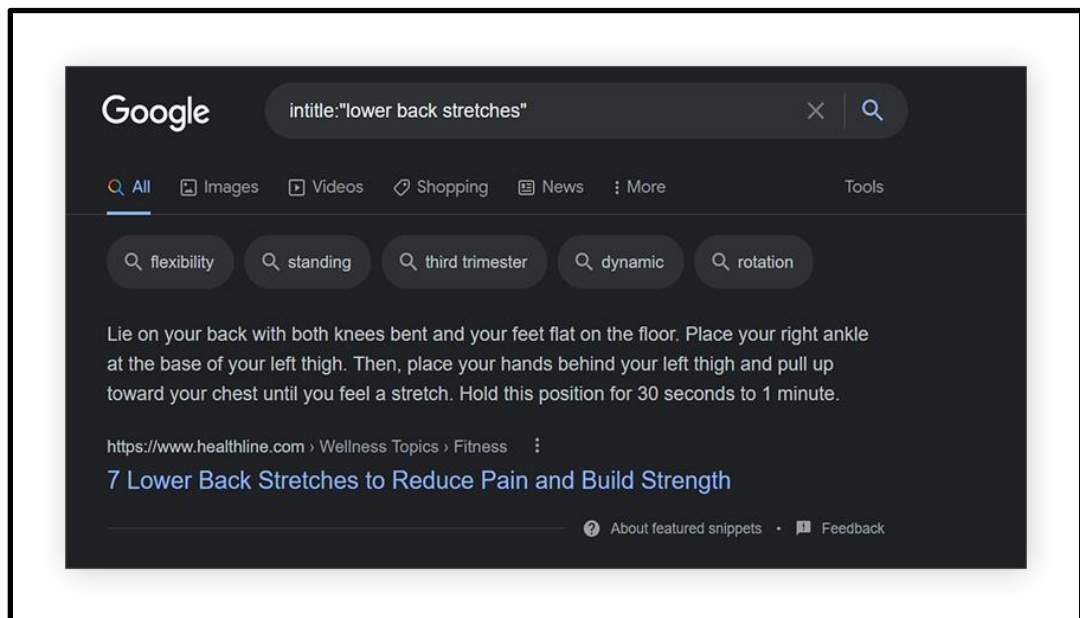 Google
intitle:"lower back stretches"
All Images Videos Shopping News More Tools
flexibility standing third trimester dynamic rotation
Lie on your back with both knees bent and your feet flat on the floor. Place your right ankle
at the base of your left thigh. Then, place your hands behind your left thigh and pull up
toward your chest until you feel a stretch. Hold this position for 30 seconds to 1 minute.
https://www.healthline.com › Wellness Topics › Fitness
7 Lower Back Stretches to Reduce Pain and Build Strength
About featured snippets • Feedback